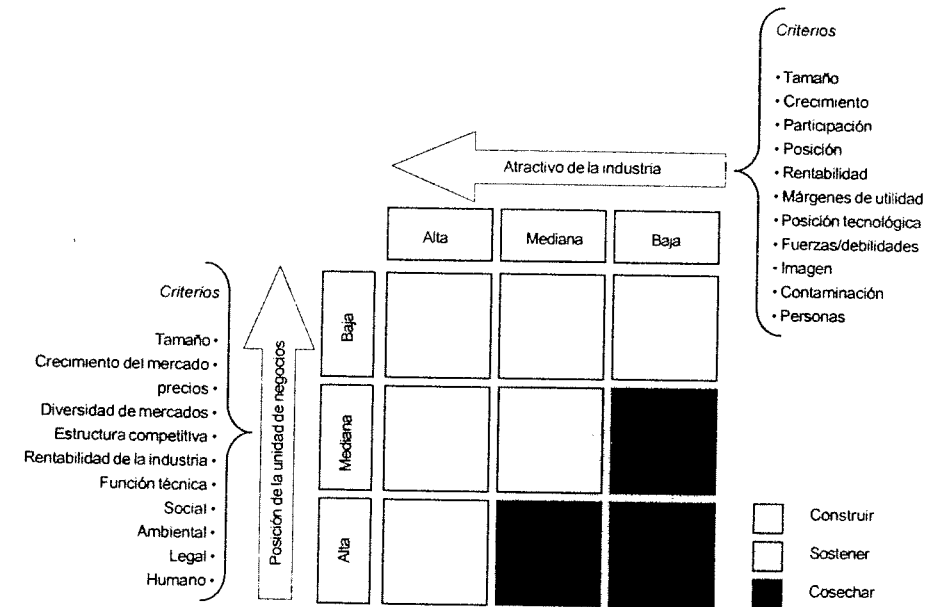 Criterios
• Tamaño
• Crecimiento
• Participación
• Posición
• Rentabilidad
• Márgenes de utilidad
• Posición tecnológica
• Fuerzas/debilidades
• Imagen
• Contaminación
• Personas
Atractivo de la industria
Alta
Mediana
Baja
Criterios
Tamaño •
Crecimiento del mercado •
precios •
Diversidad de mercados •
Estructura competitiva •
Rentabilidad de la industria •
Función técnica •
Social •
Ambiental •
Legal •
Humano •
Posición de la unidad de negocios
Baja
Mediana
Alta
Construir
Sostener
Cosechar